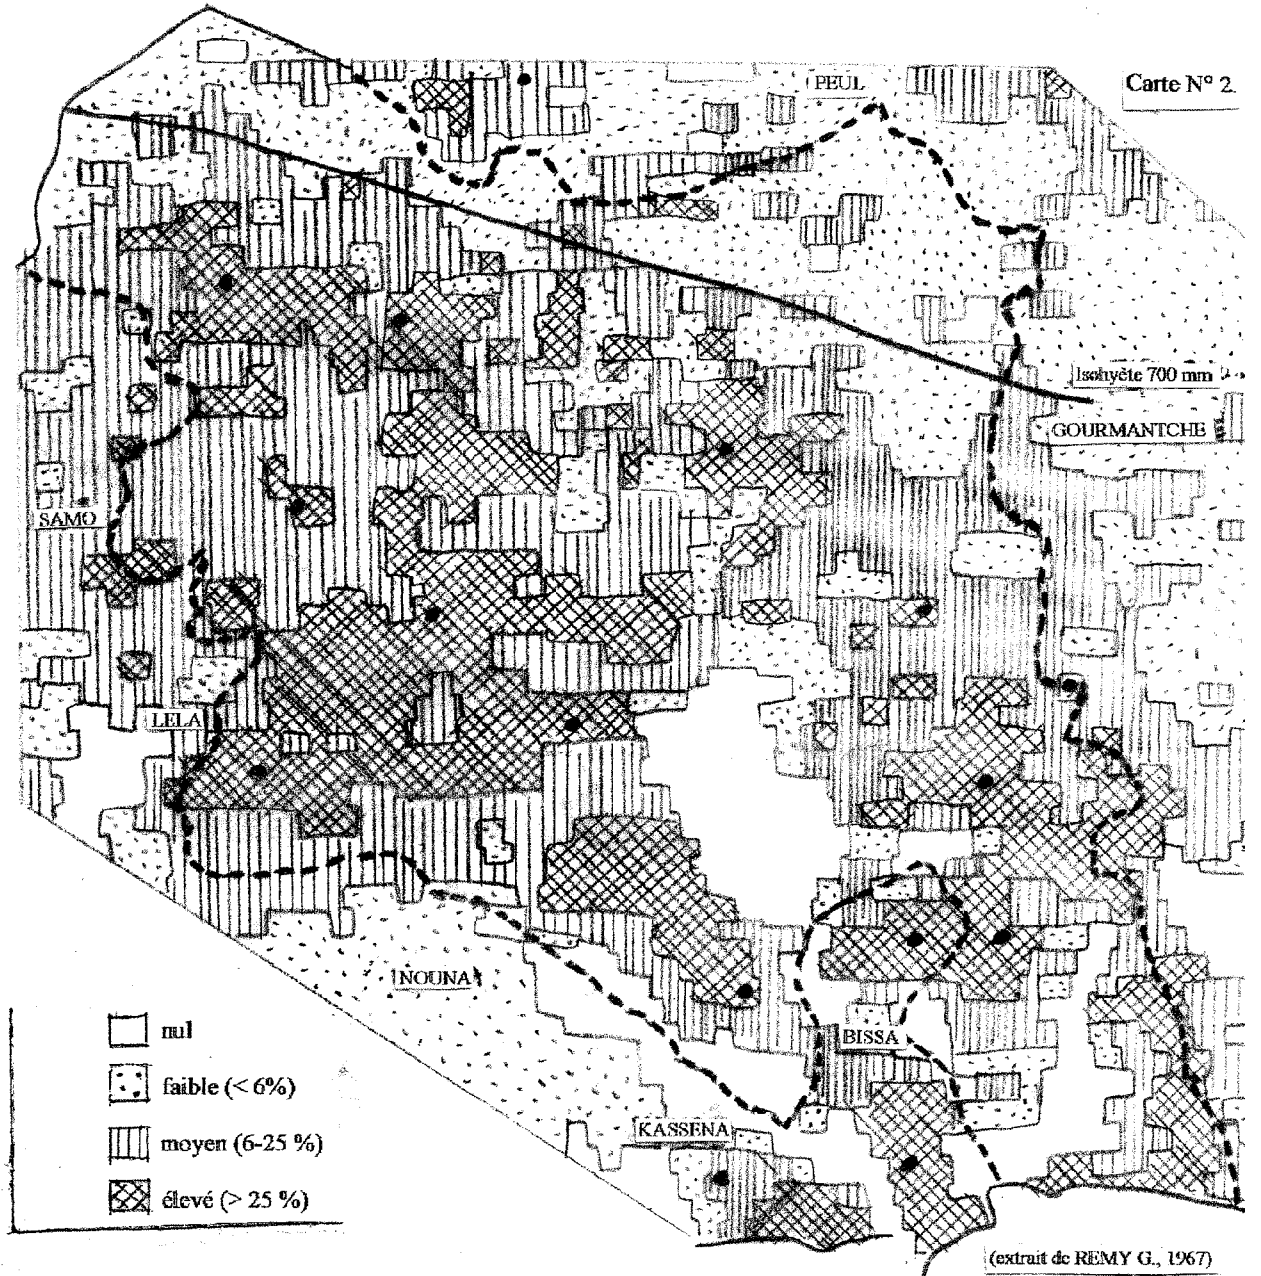 PEUL
Carte N° 2.
Isohyète 700 mm
GOURMANTCHE
SAMO
LELA
NOUNA
BISSA
KASSENA
nul
faible (< 6%)
moyen (6-25 %)
élevé (> 25 %)
(extrait de REMY G., 1967)